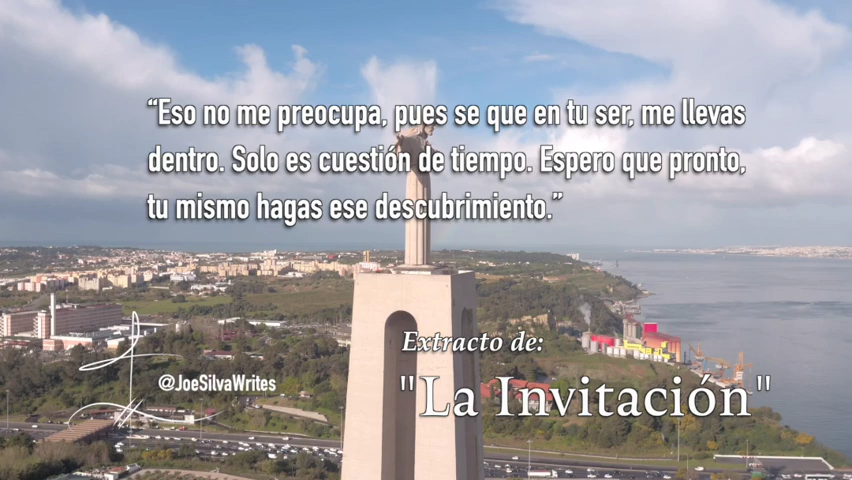 “Eso no me preocupa, pues se que en tu ser, me llevas
dentro. Solo es cuestión de tiempo. Espero que pronto,
tu mismo hagas ese descubrimiento.”
Extracto de:
"La Invitación"
@JoeSilvaWrites